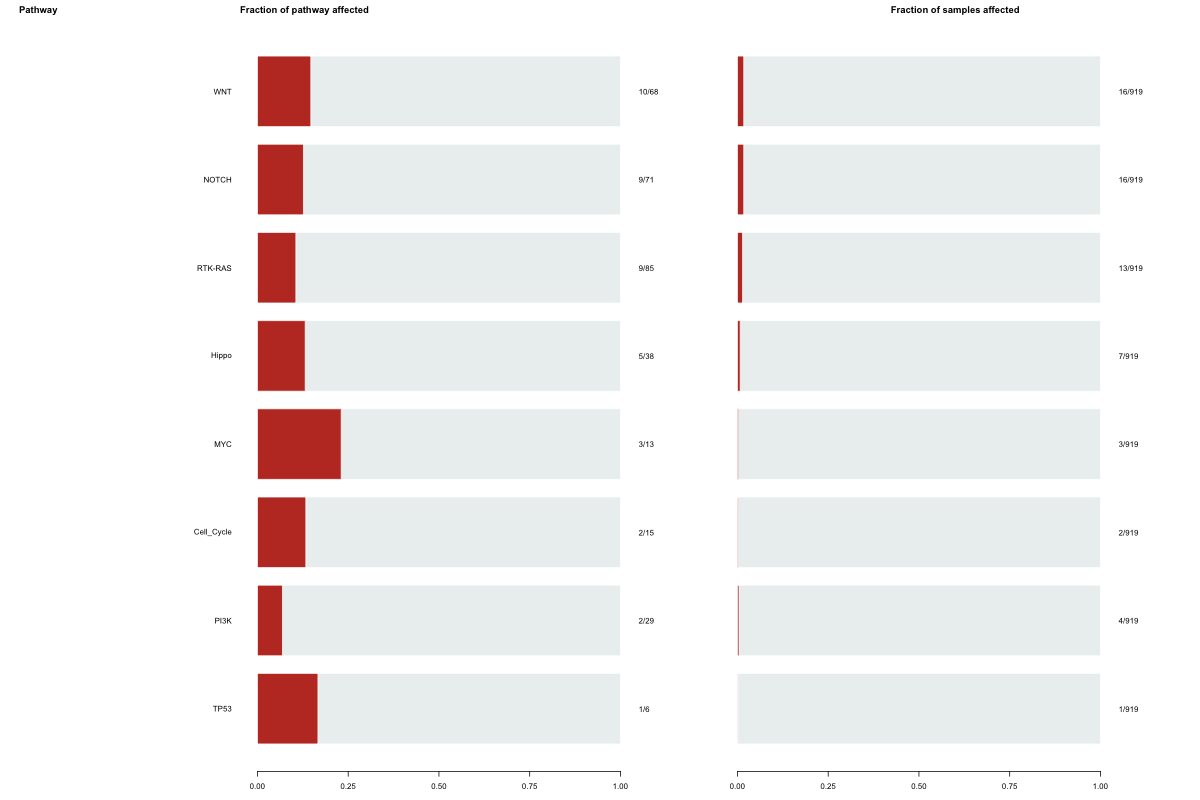 Pathway Fraction of pathway affected Fraction of samples affected
WNT 10/68 16/919
NOTCH 9/71 16/919
RTK-RAS 9/85 13/919
Hippo 5/38 7/919
MYC 3/13 3/919
Cell_Cycle 2/15 2/919
PI3K 2/29 4/919
TP53 1/6 1/919
0.00 0.25 0.50 0.75 1.00 0.00 0.25 0.50 0.75 1.00